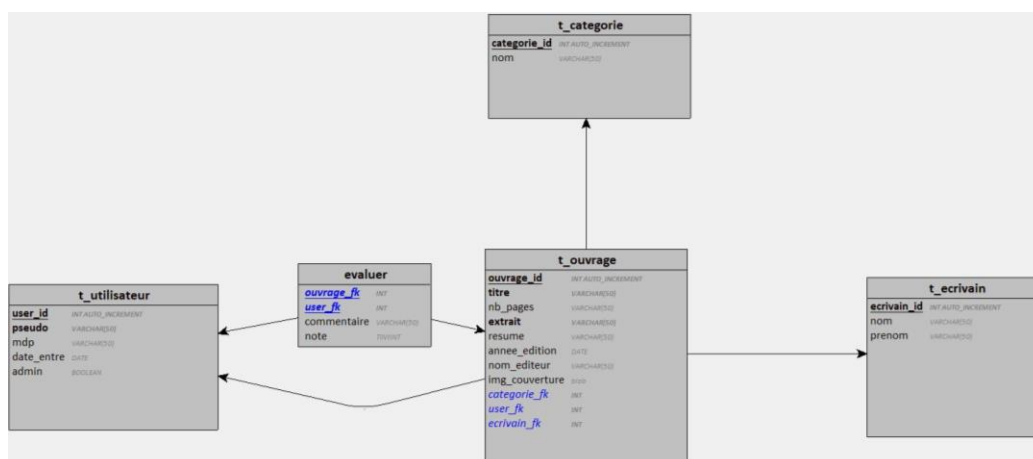 t_categorie
categorie_id INT AUTO_INCREMENT
nom VARCHAR(50)
evaluer
ouvrage_fk INT
user_fk INT
commentaire VARCHAR(50)
note TINYINT
t_utilisateur
user_id INT AUTO_INCREMENT
pseudo VARCHAR(50)
mdp VARCHAR(50)
date_entre DATE
admin BOOLEAN
t_ouvrage
ouvrage_id INT AUTO_INCREMENT
titre VARCHAR(50)
nb_pages VARCHAR(50)
extrait VARCHAR(50)
resume VARCHAR(50)
annee_edition DATE
nom_editeur VARCHAR(50)
img_couverture
categorie_fk INT
user_fk INT
ecrivain_fk INT
t_ecrivain
ecrivain_id INT AUTO_INCREMENT
nom VARCHAR(50)
prenom VARCHAR(50)